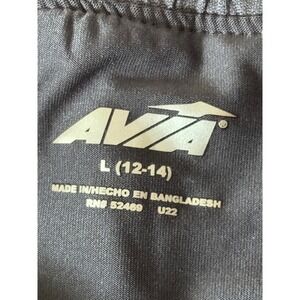 AVIA®
L (12-14)
MADE IN/HECHO EN BANGLADESH
RN# 52469 U22